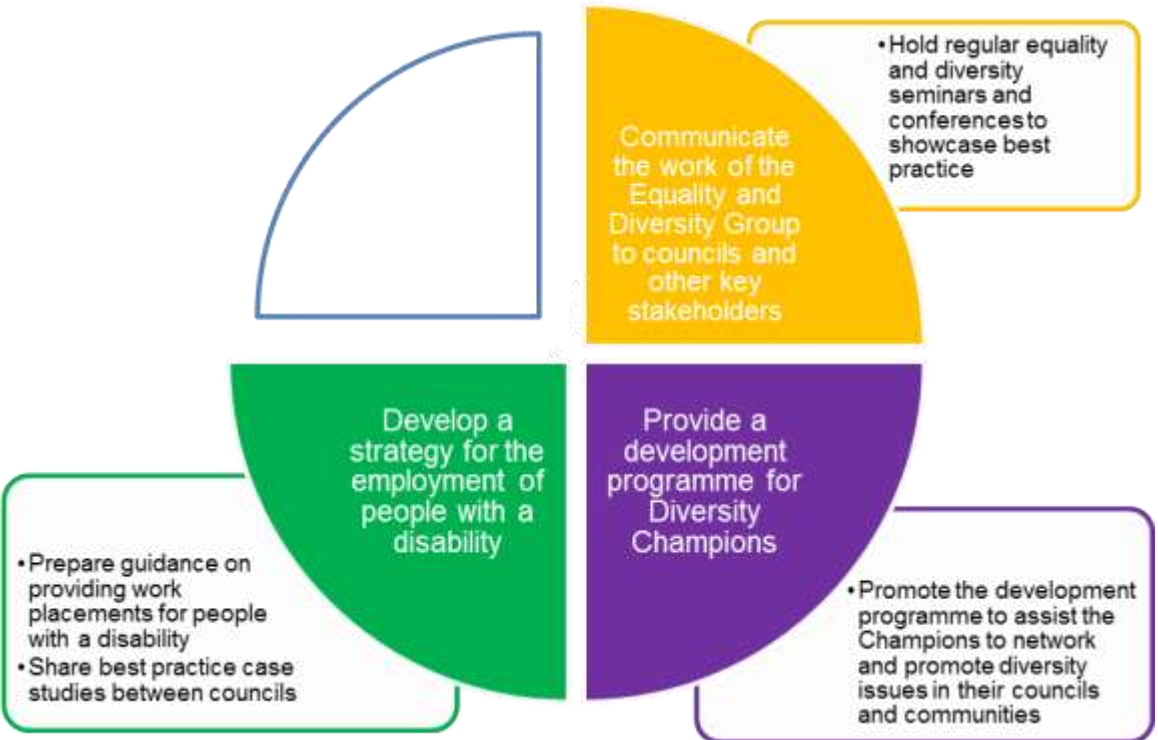 Communicate
the work of the
Equality and
Diversity Group
to councils and
other key
stakeholders
•Hold regular equality
and diversity
seminars and
conferences to
showcase best
practice
Develop a
strategy for the
employment of
people with a
disability
•Prepare guidance on
providing work
placements for people
with a disability
•Share best practice case
studies between councils
Provide a
development
programme for
Diversity
Champions
•Promote the development
programme to assist the
Champions to network
and promote diversity
issues in their councils
and communities